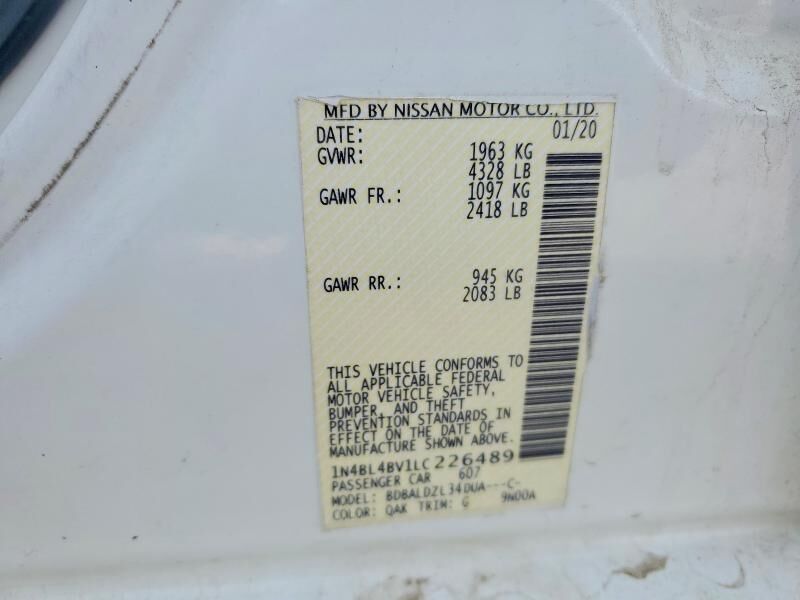 MFD BY NISSAN MOTOR CO., LTD.
DATE: 01/20
GVWR: 1963 KG
4328 LB
GAWR FR.: 1097 KG
2418 LB
GAWR RR.: 945 KG
2083 LB
THIS VEHICLE CONFORMS TO
ALL APPLICABLE FEDERAL
MOTOR VEHICLE SAFETY,
BUMPER, AND THEFT
PREVENTION STANDARDS IN
EFFECT ON THE DATE OF
MANUFACTURE SHOWN ABOVE.
1N4BL4BV1LC226489
PASSENGER CAR 607
MODEL: BDBALDZL34DUA---C-
COLOR: QAK TRIM: G 9N00A